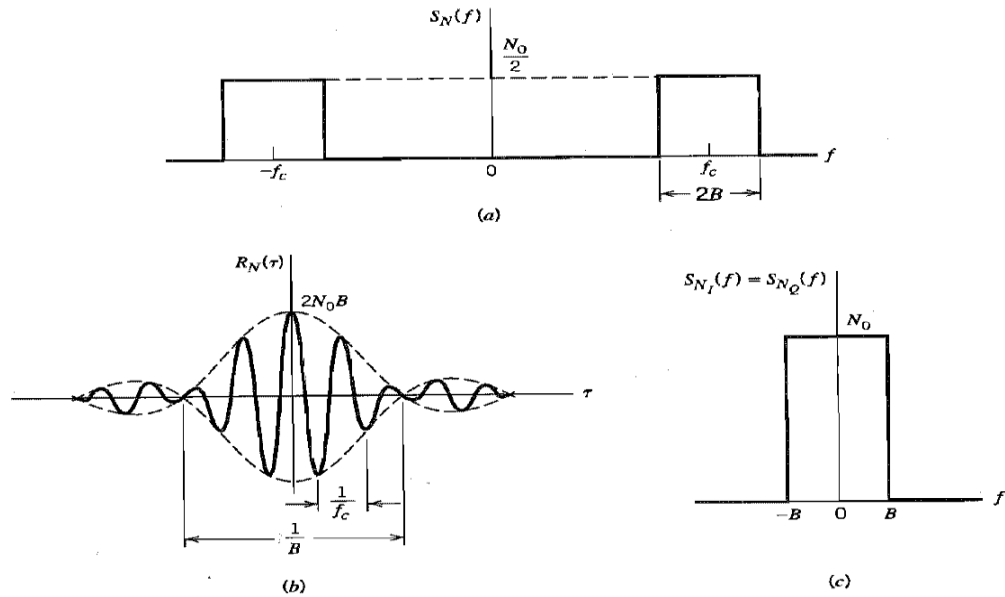 S_N(f)
N_0/2
-f_c
0
f_c
f
2B
(a)
R_N(τ)
2N_0B
τ
1/f_c
1/B
(b)
S_{N_I}(f) = S_{N_Q}(f)
N_0
-B
0
B
f
(c)